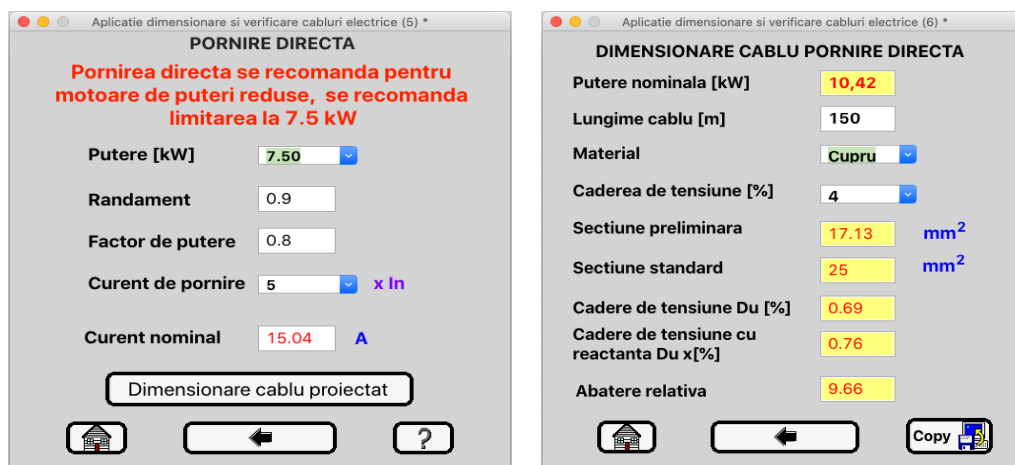 Aplicatie dimensionare si verificare cabluri electrice (5) *
PORNIRE DIRECTA
Pornirea directa se recomanda pentru
motoare de puteri reduse, se recomanda
limitarea la 7.5 kW
Putere [kW] 7.50
Randament 0.9
Factor de putere 0.8
Curent de pornire 5 x In
Curent nominal 15.04 A
Dimensionare cablu proiectat
?
Aplicatie dimensionare si verificare cabluri electrice (6) *
DIMENSIONARE CABLU PORNIRE DIRECTA
Putere nominala [kW] 10,42
Lungime cablu [m] 150
Material Cupru
Caderea de tensiune [%] 4
Sectiune preliminara 17.13 mm²
Sectiune standard 25 mm²
Cadere de tensiune Du [%] 0.69
Cadere de tensiune cu
reactanta Du x[%] 0.76
Abatere relativa 9.66
Copy